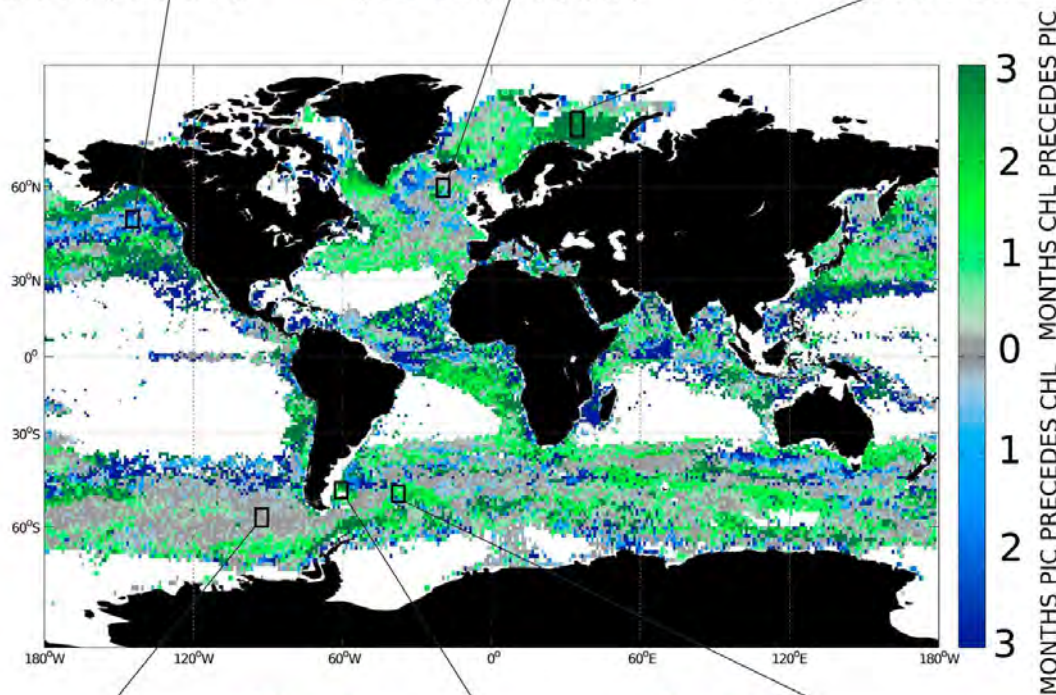 60°N
30°N
0°
30°S
60°S
180°W
120°W
60°W
0°
60°E
120°E
180°W
3
2
1
0
1
2
3
MONTHS CHL PRECEDES PIC
MONTHS PIC PRECEDES CHL